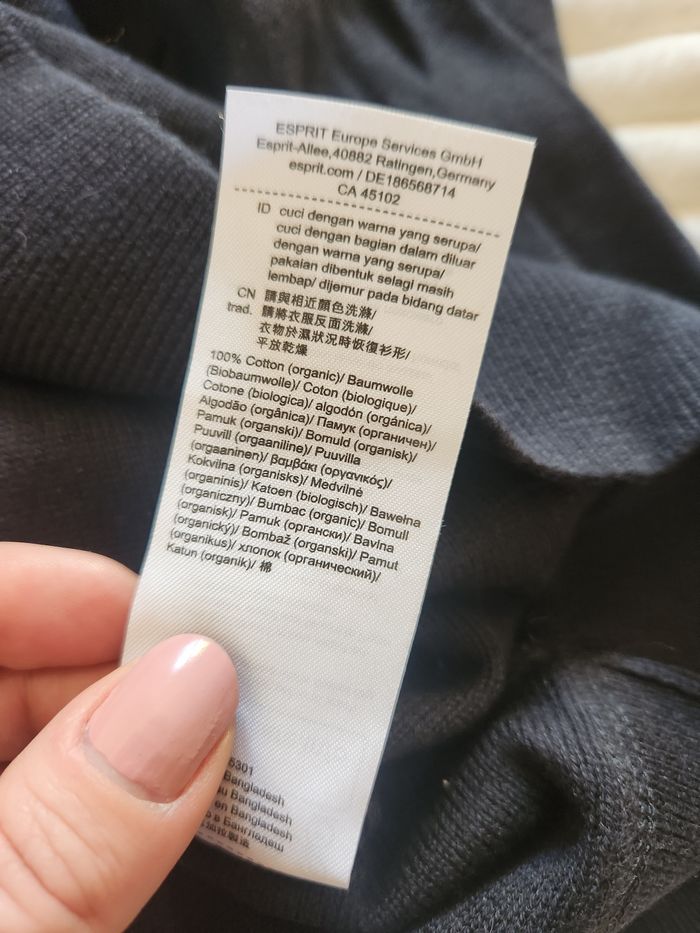 ESPRIT Europe Services GmbH
Esprit-Allee,40882 Ratingen,Germany
esprit.com / DE186568714
CA 45102
ID cuci dengan warna yang serupa/
cuci dengan bagian dalam diluar
dengan warna yang serupa/
pakaian dibentuk selagi masih
lembap/ dijemur pada bidang datar
CN 請與相近顏色洗滌/
trad. 請將衣服反面洗滌/
衣物於濕狀況時恢復衫形/
平放乾燥
100% Cotton (organic)/ Baumwolle
(Biobaumwolle)/ Coton (biologique)/
Cotone (biologica)/ algodón (orgánica)/
Algodão (orgânica)/ Памук (органичен)/
Pamuk (organski)/ Bomuld (organisk)/
Puuvill (orgaaniline)/ Puuvilla
(orgaaninen)/ βαμβάκι (οργανικός)/
Kokvilna (organisks)/ Medvilnė
(organinis)/ Katoen (biologisch)/ Bawełna
(organiczny)/ Bumbac (organic)/ Bomull
(organisk)/ Pamuk (органски)/ Bavlna
(organický)/ Bombaž (organski)/ Pamut
(organikus)/ хлопок (органический)/
Katun (organik)/ 棉
5301
Bangladesh
au Bangladesh
en Bangladesh
в Бангладеш